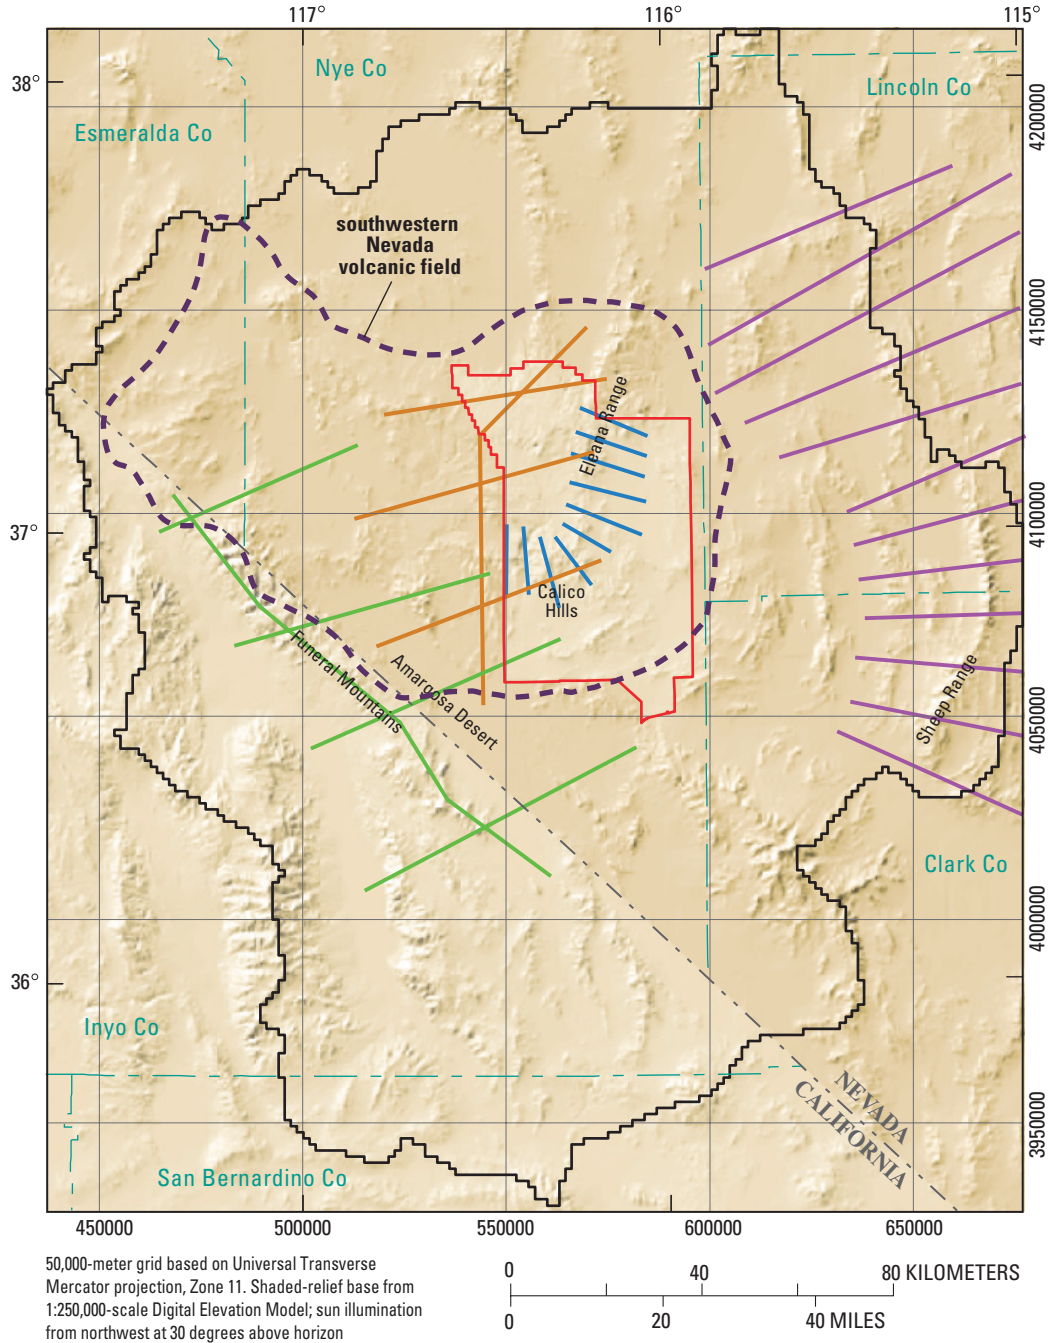 117°
116°
115°
38°
37°
36°
Nye Co
Lincoln Co
Esmeralda Co
southwestern
Nevada
volcanic field
Eleana Range
Calico
Hills
Funeral Mountains
Amargosa Desert
Sheep Range
Clark Co
Inyo Co
San Bernardino Co
NEVADA
CALIFORNIA
4200000
4150000
4100000
4050000
4000000
3950000
450000
500000
550000
600000
650000
50,000-meter grid based on Universal Transverse
Mercator projection, Zone 11. Shaded-relief base from
1:250,000-scale Digital Elevation Model; sun illumination
from northwest at 30 degrees above horizon
0 40 80 KILOMETERS
0 20 40 MILES